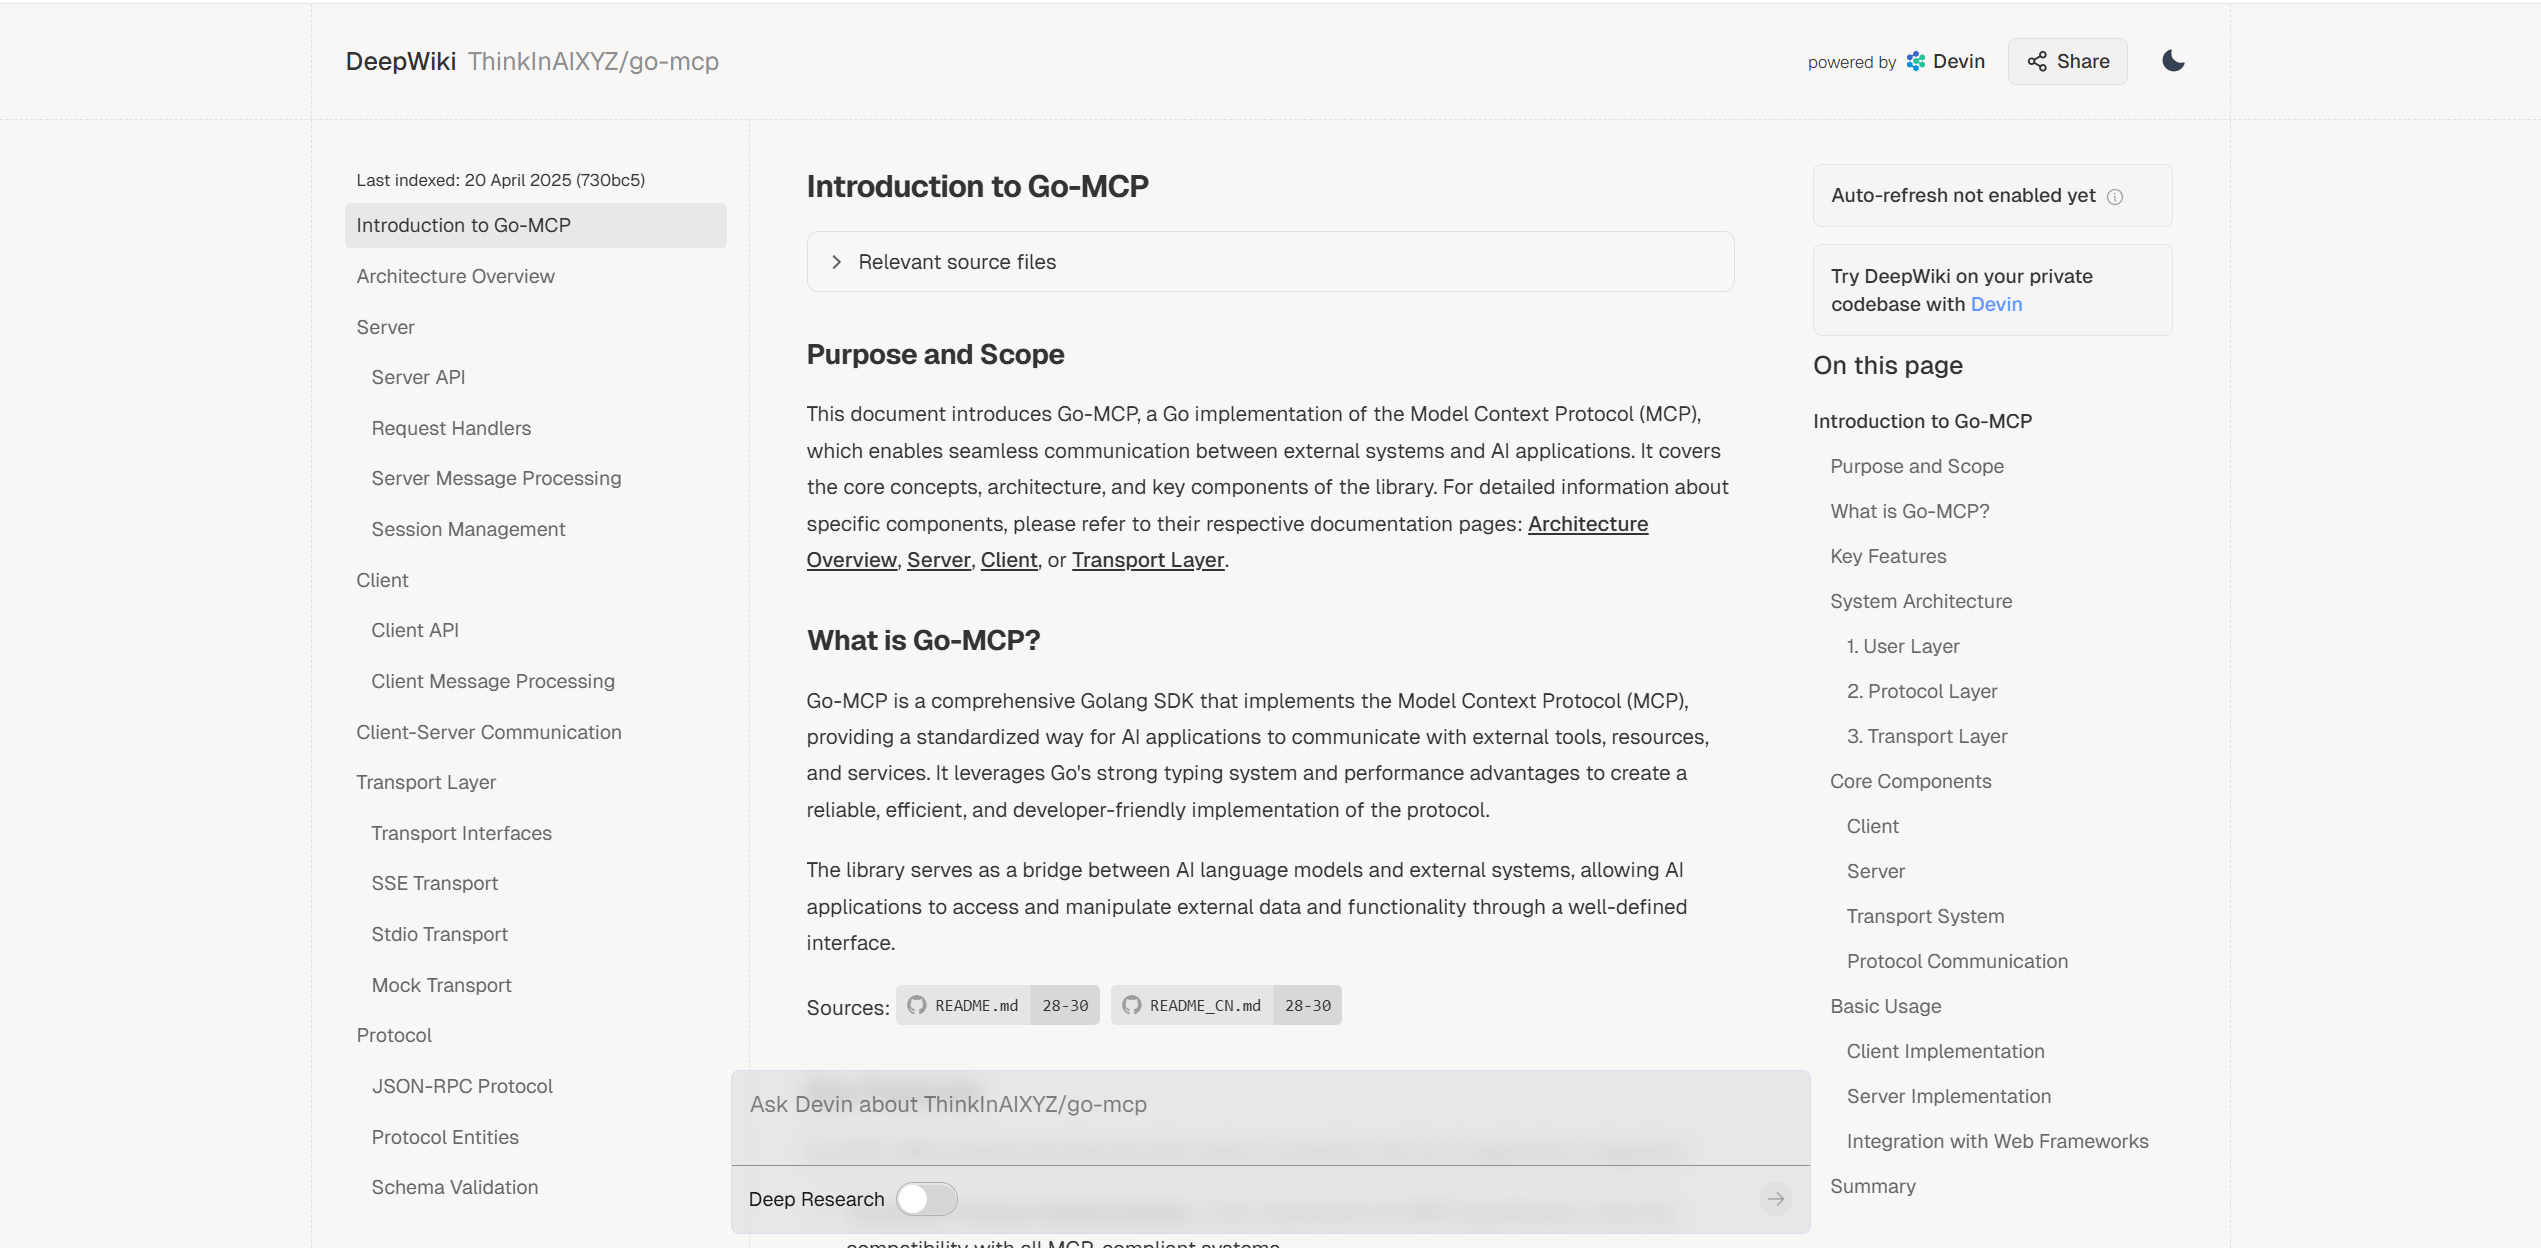 DeepWiki ThinkInAIXYZ/go-mcp
powered by Devin
Share
Last indexed: 20 April 2025 (730bc5)
Introduction to Go-MCP
Architecture Overview
Server
Server API
Request Handlers
Server Message Processing
Session Management
Client
Client API
Client Message Processing
Client-Server Communication
Transport Layer
Transport Interfaces
SSE Transport
Stdio Transport
Mock Transport
Protocol
JSON-RPC Protocol
Protocol Entities
Schema Validation
Introduction to Go-MCP
Relevant source files
Purpose and Scope
This document introduces Go-MCP, a Go implementation of the Model Context Protocol (MCP),
which enables seamless communication between external systems and AI applications. It covers
the core concepts, architecture, and key components of the library. For detailed information about
specific components, please refer to their respective documentation pages: Architecture
Overview, Server, Client, or Transport Layer.
What is Go-MCP?
Go-MCP is a comprehensive Golang SDK that implements the Model Context Protocol (MCP),
providing a standardized way for AI applications to communicate with external tools, resources,
and services. It leverages Go's strong typing system and performance advantages to create a
reliable, efficient, and developer-friendly implementation of the protocol.
The library serves as a bridge between AI language models and external systems, allowing AI
applications to access and manipulate external data and functionality through a well-defined
interface.
Sources: README.md 28-30 README_CN.md 28-30
Ask Devin about ThinkInAIXYZ/go-mcp
Deep Research
compatibility with all MCP-compliant systems
Auto-refresh not enabled yet
Try DeepWiki on your private
codebase with Devin
On this page
Introduction to Go-MCP
Purpose and Scope
What is Go-MCP?
Key Features
System Architecture
1. User Layer
2. Protocol Layer
3. Transport Layer
Core Components
Client
Server
Transport System
Protocol Communication
Basic Usage
Client Implementation
Server Implementation
Integration with Web Frameworks
Summary